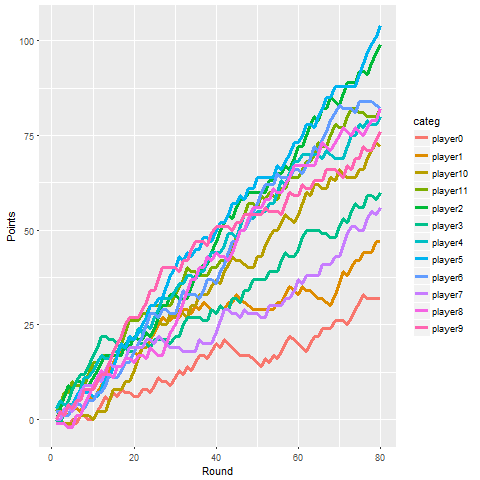 100
75
50
25
0
Points
0 20 40 60 80
Round
categ
player0
player1
player10
player11
player2
player3
player4
player5
player6
player7
player8
player9